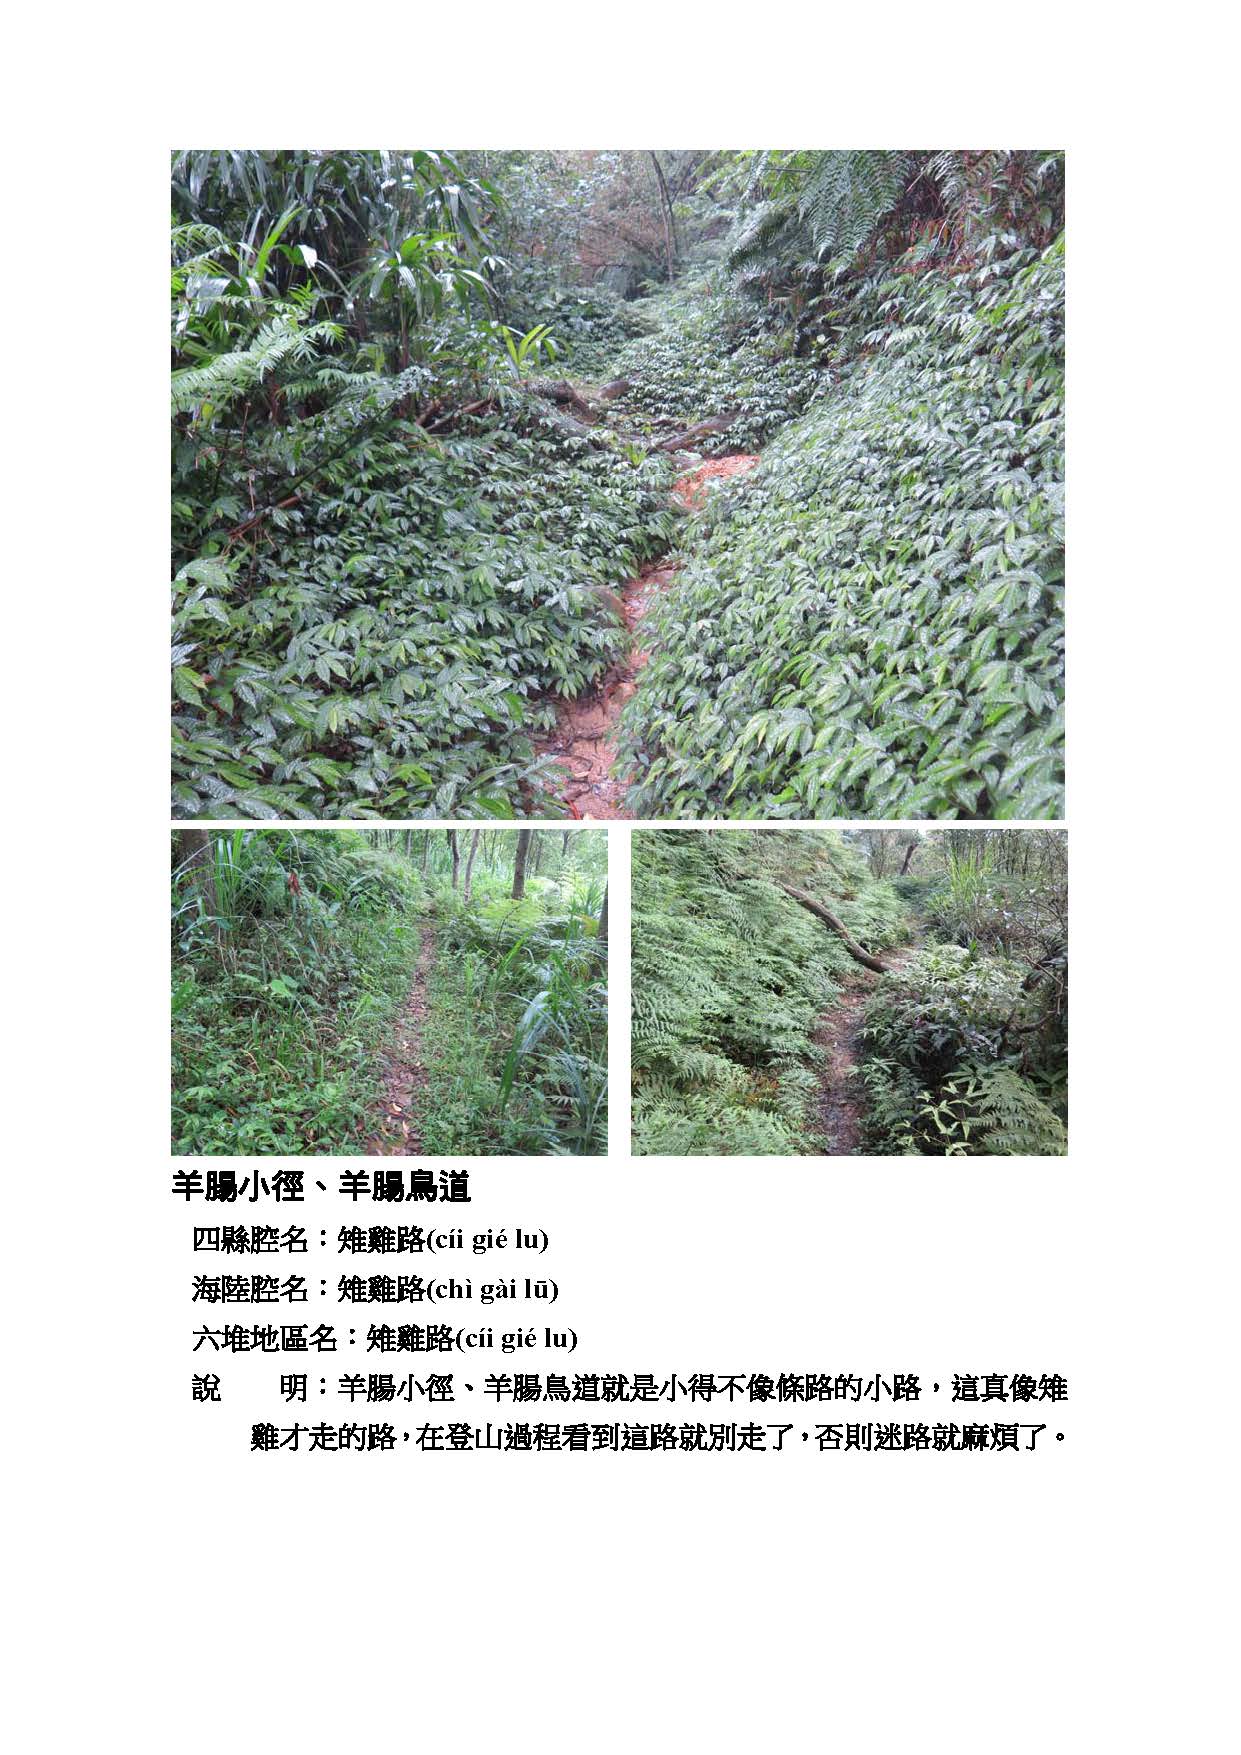 羊腸小徑、羊腸鳥道
四縣腔名：雉雞路(cíi gié lu)
海陸腔名：雉雞路(chì gài lū)
六堆地區名：雉雞路(cíi gié lu)
說　　明：羊腸小徑、羊腸鳥道就是小得不像條路的小路，這真像雉
雞才走的路，在登山過程看到這路就別走了，否則迷路就麻煩了。